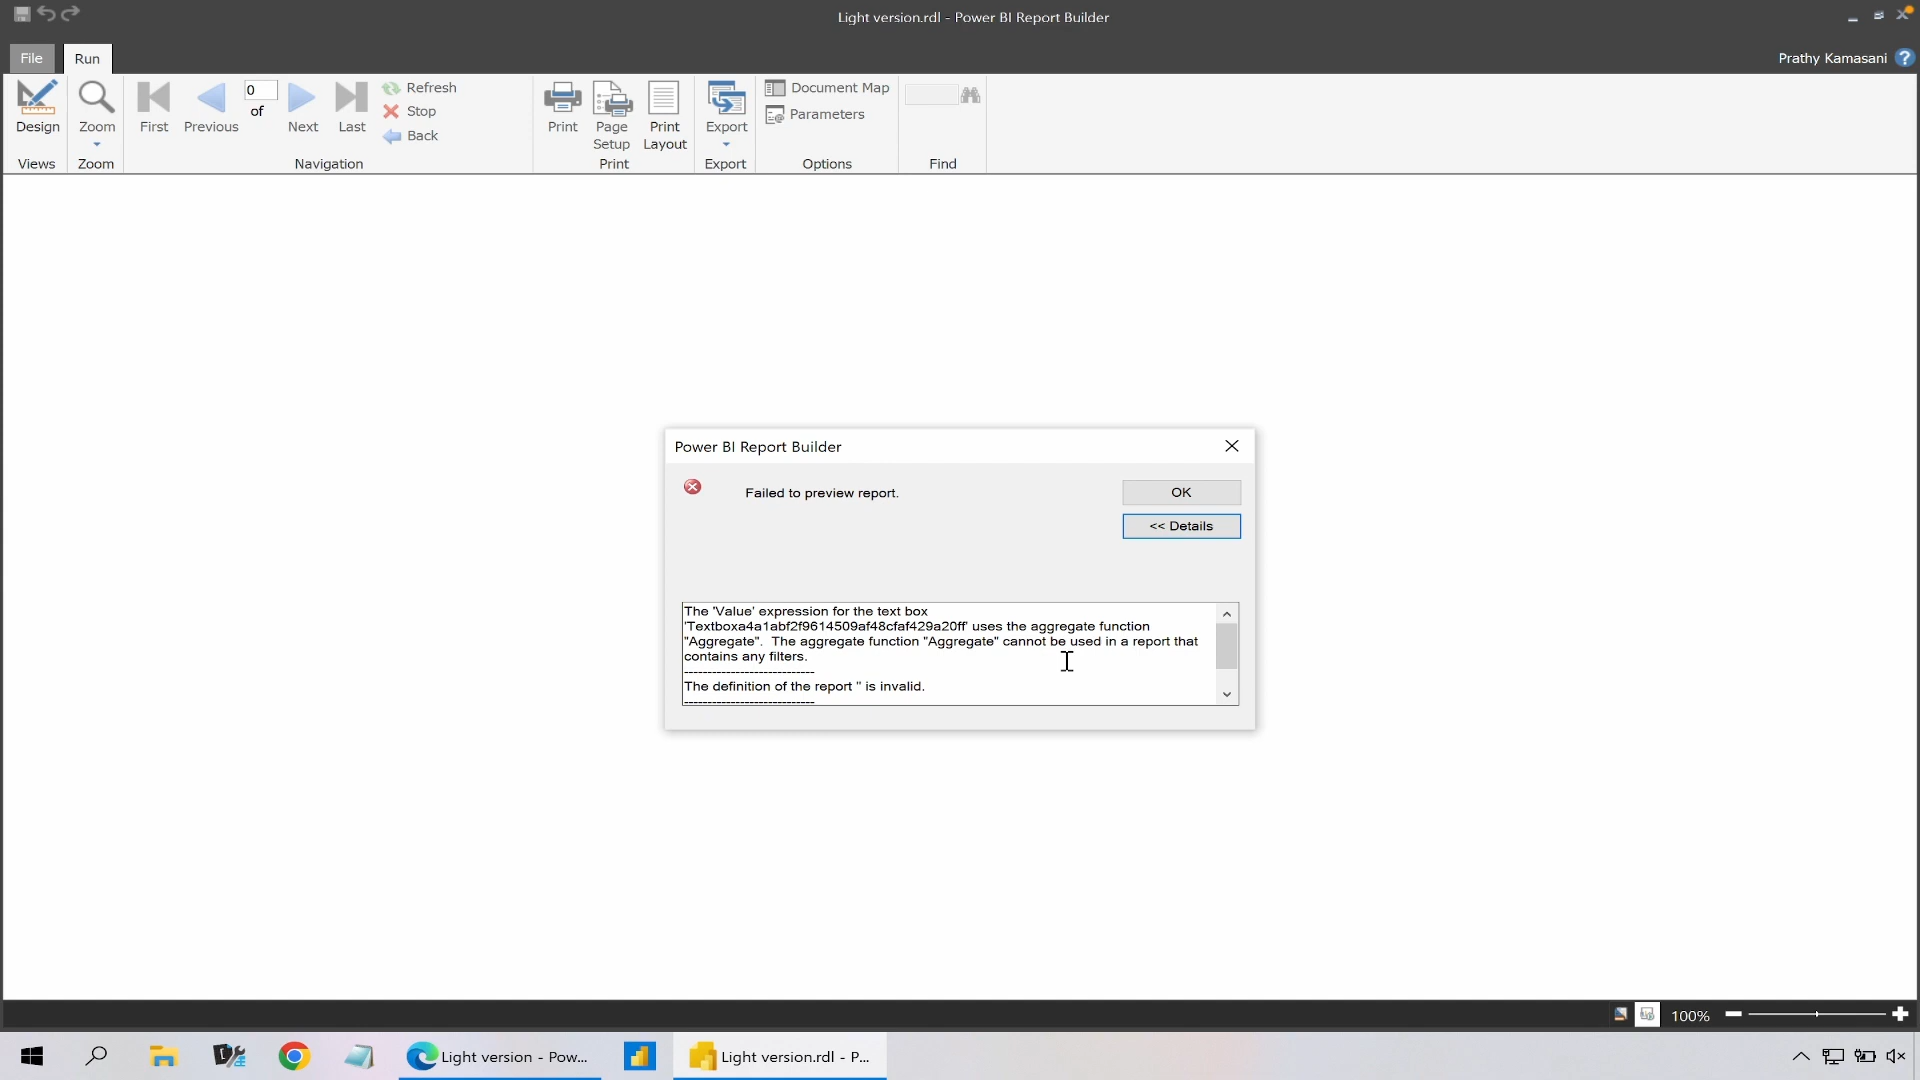 Light version.rdl - Power BI Report Builder
File
Run
Prathy Kamasani
?
Design
Views
Zoom
Zoom
First
Previous
0
of
Next
Last
Refresh
Stop
Back
Navigation
Print
Page
Setup
Print
Layout
Print
Export
Export
Document Map
Parameters
Options
Find
Power BI Report Builder
Failed to preview report.
OK
<< Details
The 'Value' expression for the text box
'Textboxa4a1abf2f9614509af48cfaf429a20ff' uses the aggregate function
"Aggregate".  The aggregate function "Aggregate" cannot be used in a report that
contains any filters.
----------------------------
The definition of the report '' is invalid.
----------------------------
100%
Light version - Pow...
Light version.rdl - P...